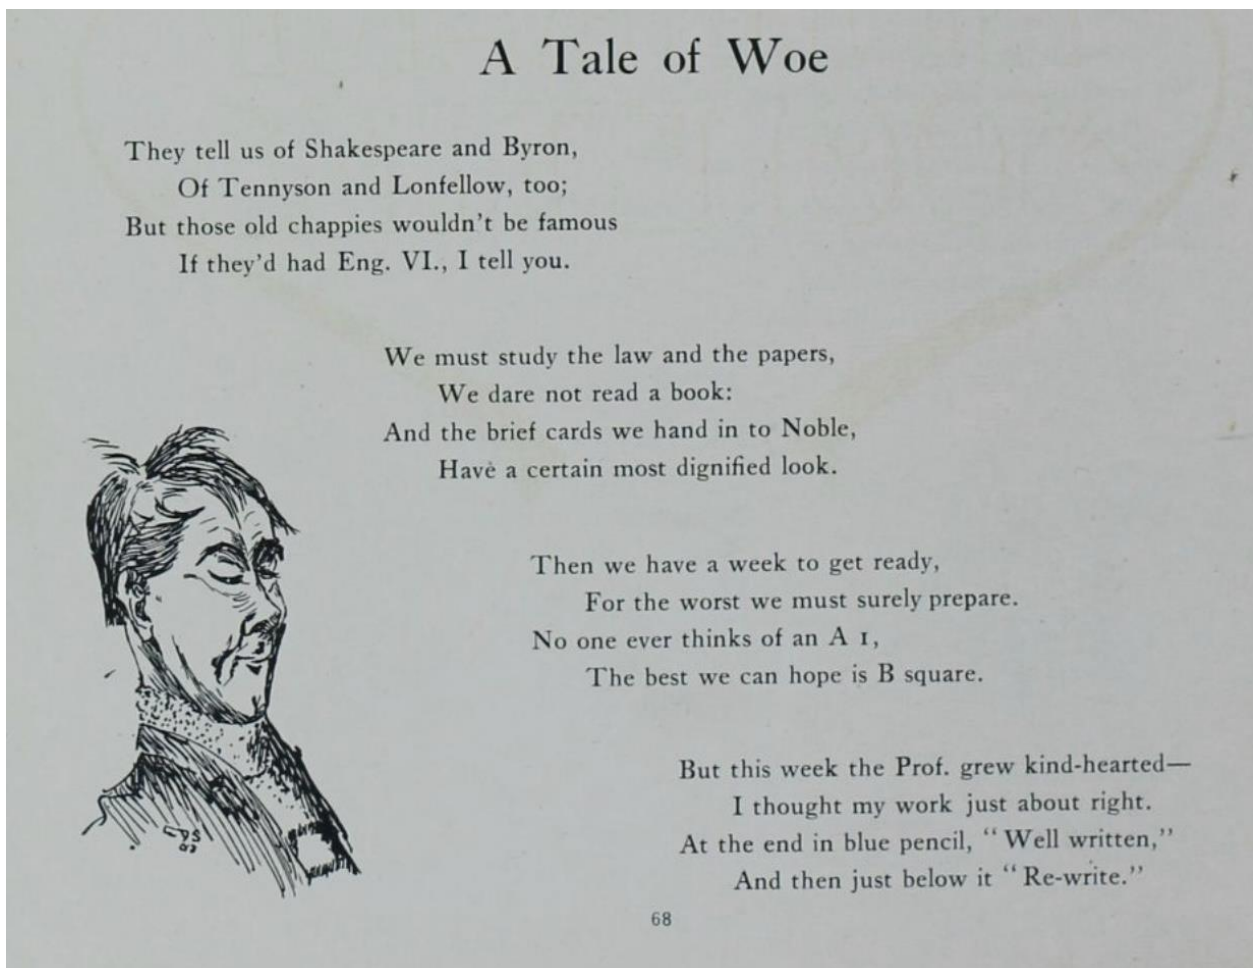 A Tale of Woe
They tell us of Shakespeare and Byron,
Of Tennyson and Lonfellow, too;
But those old chappies wouldn't be famous
If they'd had Eng. VI., I tell you.
We must study the law and the papers,
We dare not read a book:
And the brief cards we hand in to Noble,
Have a certain most dignified look.
Then we have a week to get ready,
For the worst we must surely prepare.
No one ever thinks of an A 1,
The best we can hope is B square.
But this week the Prof. grew kind-hearted—
I thought my work just about right.
At the end in blue pencil, "Well written,"
And then just below it "Re-write."
68